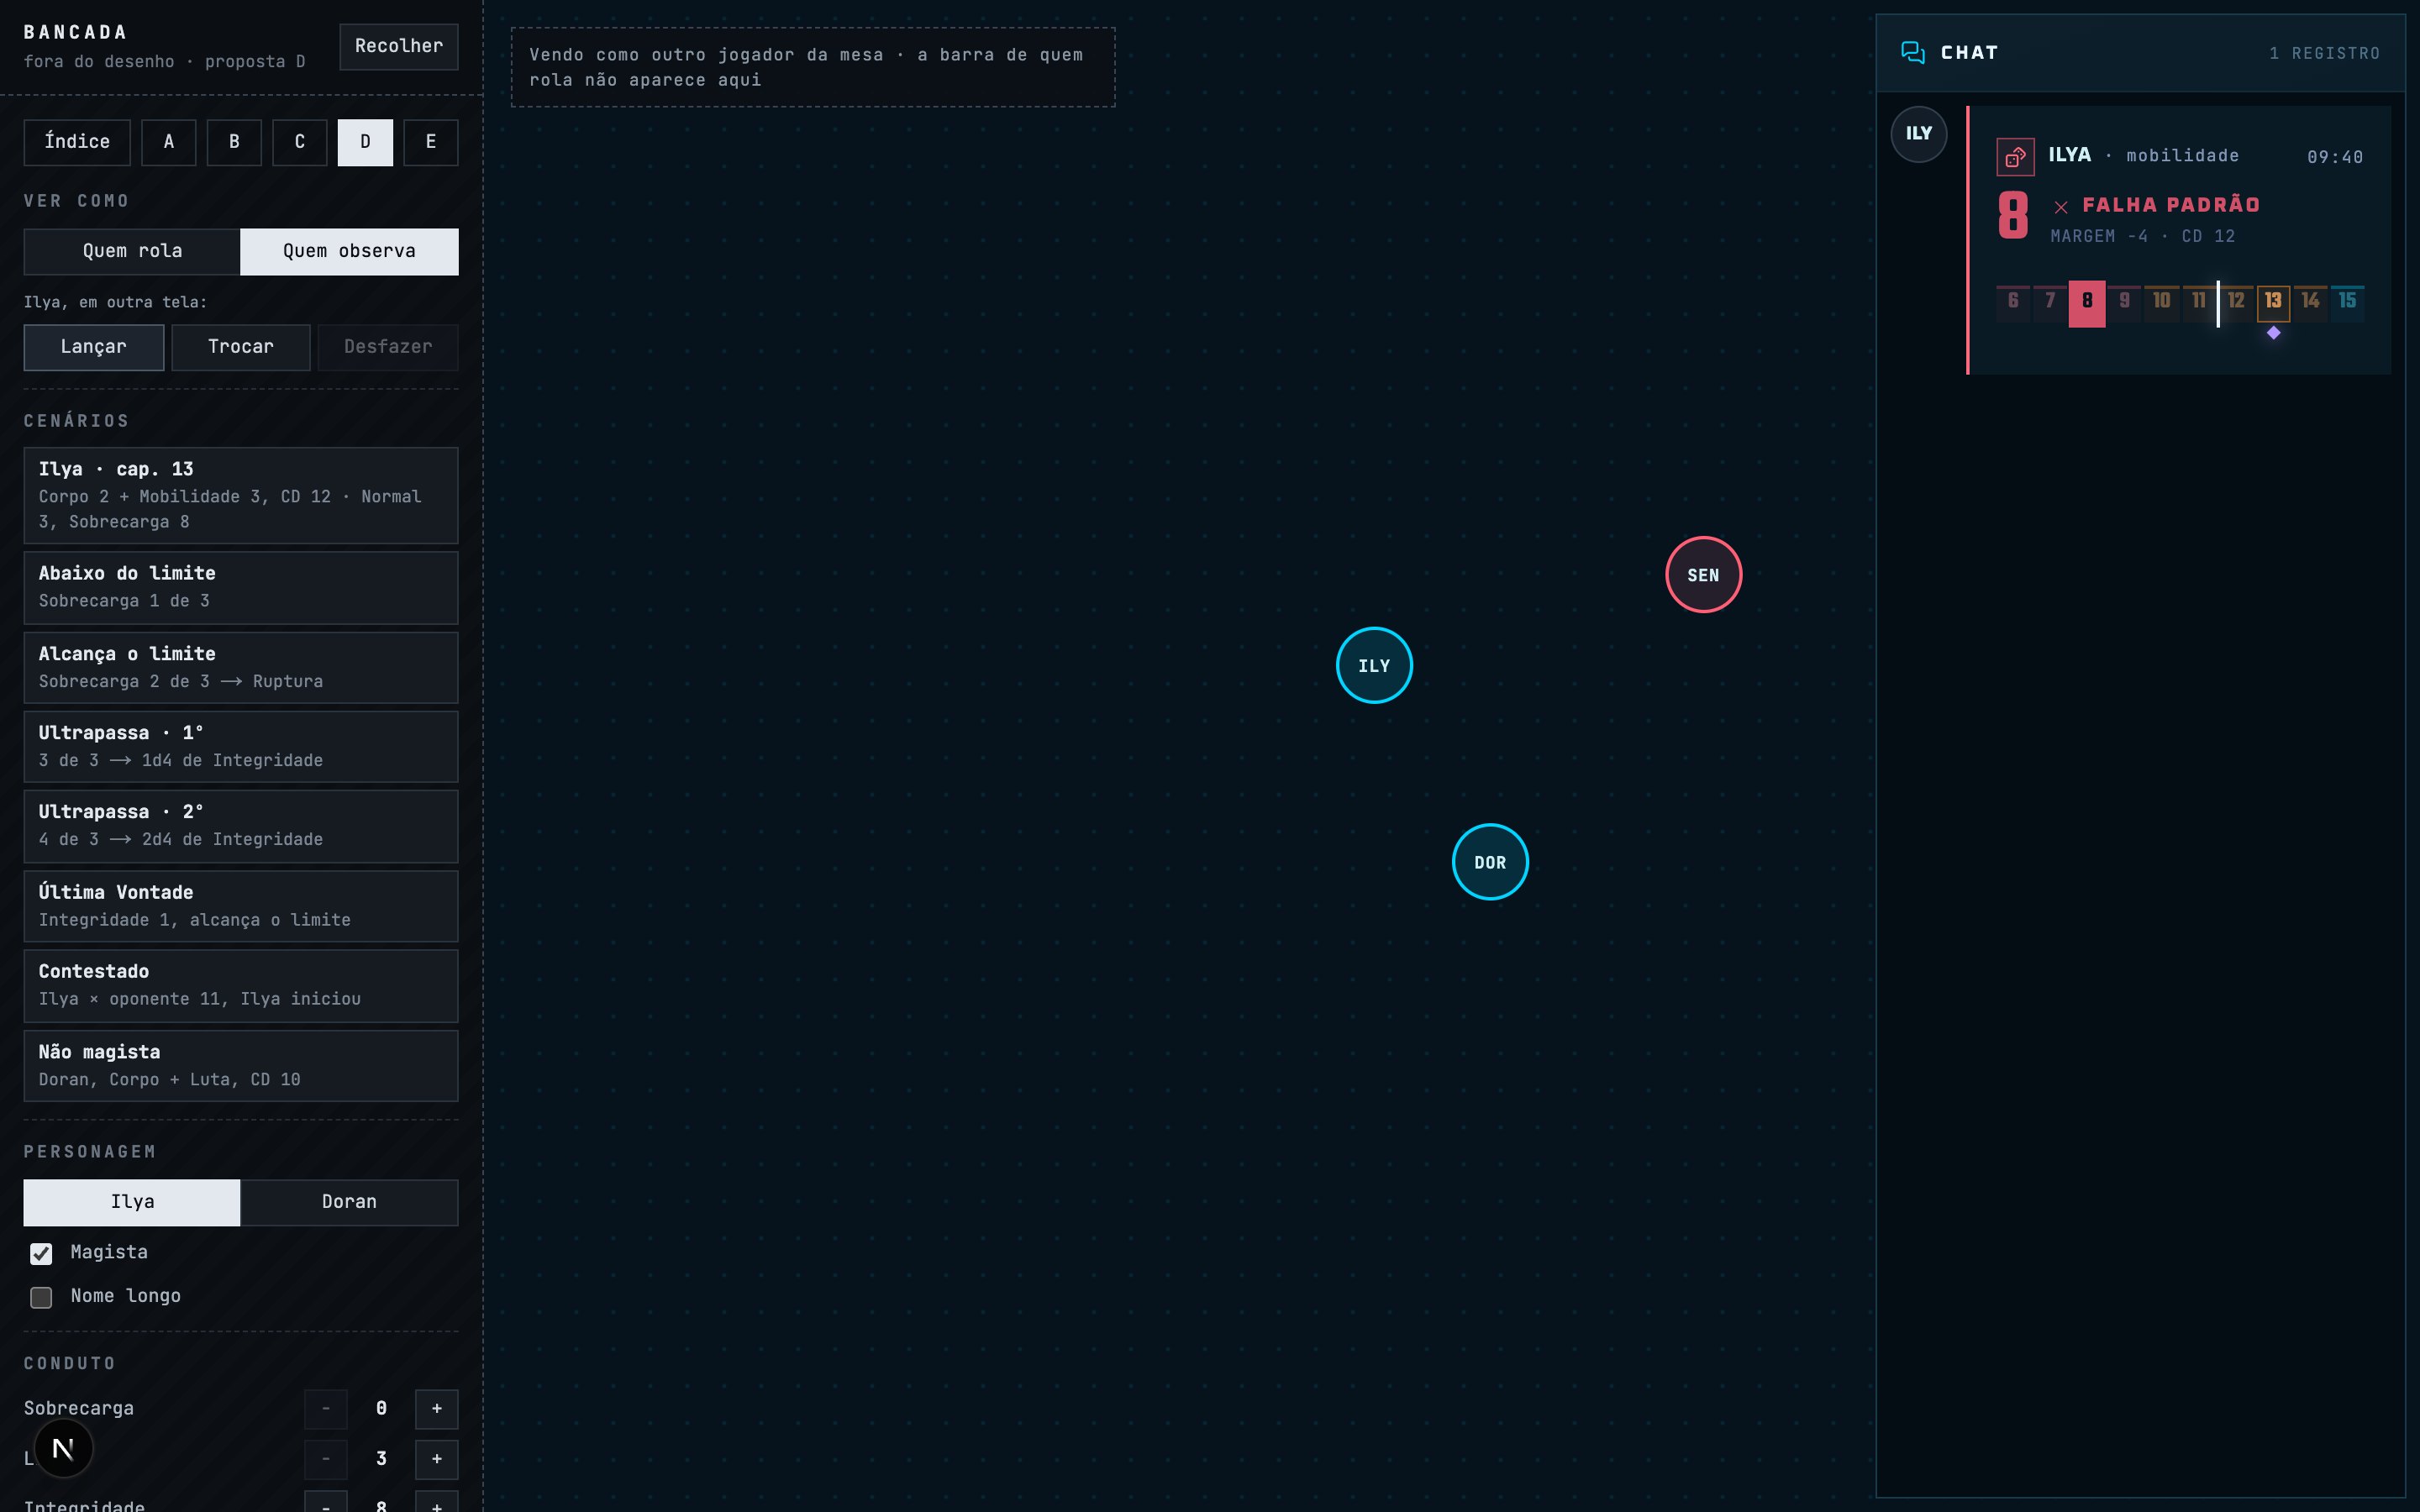 BANCADA
fora do desenho · proposta D
Recolher
Índice
A
B
C
D
E
VER COMO
Quem rola
Quem observa
Ilya, em outra tela:
Lançar
Trocar
Desfazer
CENÁRIOS
Ilya · cap. 13
Corpo 2 + Mobilidade 3, CD 12 · Normal
3, Sobrecarga 8
Abaixo do limite
Sobrecarga 1 de 3
Alcança o limite
Sobrecarga 2 de 3 → Ruptura
Ultrapassa · 1°
3 de 3 → 1d4 de Integridade
Ultrapassa · 2°
4 de 3 → 2d4 de Integridade
Última Vontade
Integridade 1, alcança o limite
Contestado
Ilya × oponente 11, Ilya iniciou
Não magista
Doran, Corpo + Luta, CD 10
PERSONAGEM
Ilya
Doran
Magista
Nome longo
CONDUTO
Sobrecarga
-
0
+
L
-
3
+
Integridade
-
8
+
N
Vendo como outro jogador da mesa · a barra de quem
rola não aparece aqui
SEN
ILY
DOR
CHAT
1 REGISTRO
ILY
ILYA · mobilidade
09:40
8
× FALHA PADRÃO
MARGEM -4 · CD 12
6 7 8 9 10 11 12 13 14 15